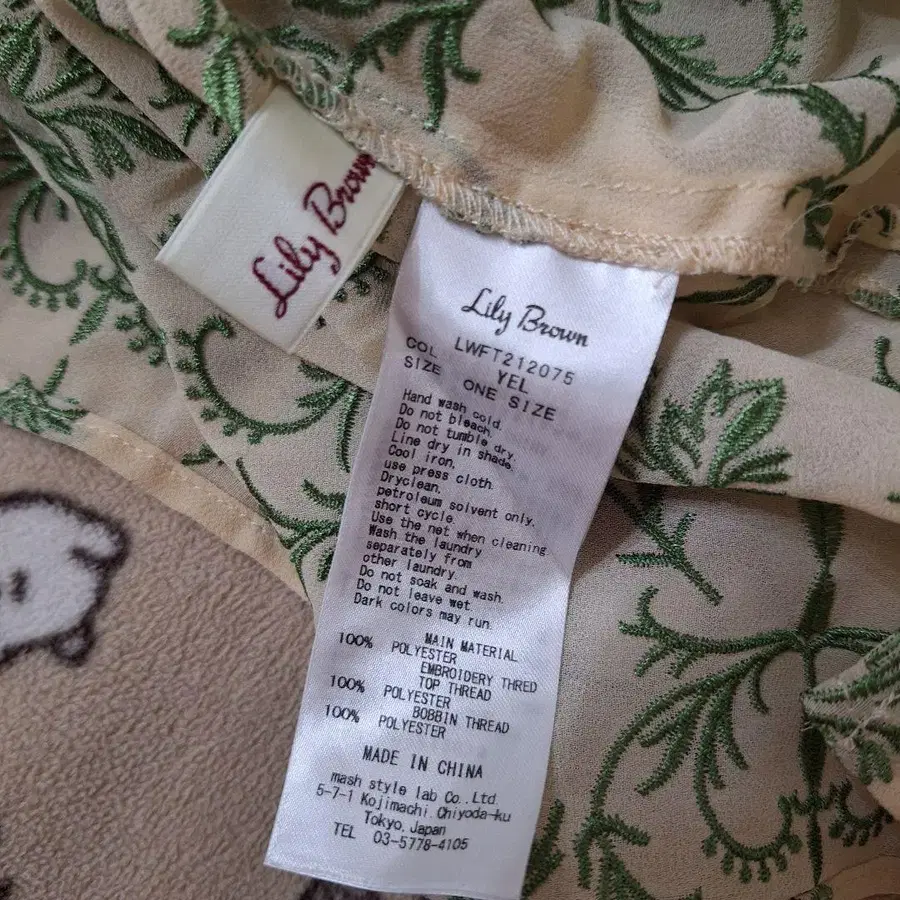 Lily Brown
Lily Brown
LWFT212075
COL YEL
SIZE ONE SIZE
Hand wash cold.
Do not bleach.
Do not tumble dry.
Line dry in shade.
Cool iron,
use press cloth.
Dryclean,
petroleum solvent only.
short cycle.
Use the net when cleaning.
Wash the laundry
separately from
other laundry.
Do not soak and wash.
Do not leave wet.
Dark colors may run.
MAIN MATERIAL
100% POLYESTER
EMBROIDERY THRED
TOP THREAD
100% POLYESTER
BOBBIN THREAD
100% POLYESTER
MADE IN CHINA
mash style lab Co., Ltd.
5-7-1 Kojimachi, Chiyoda-ku
Tokyo, Japan
TEL 03-5778-4105